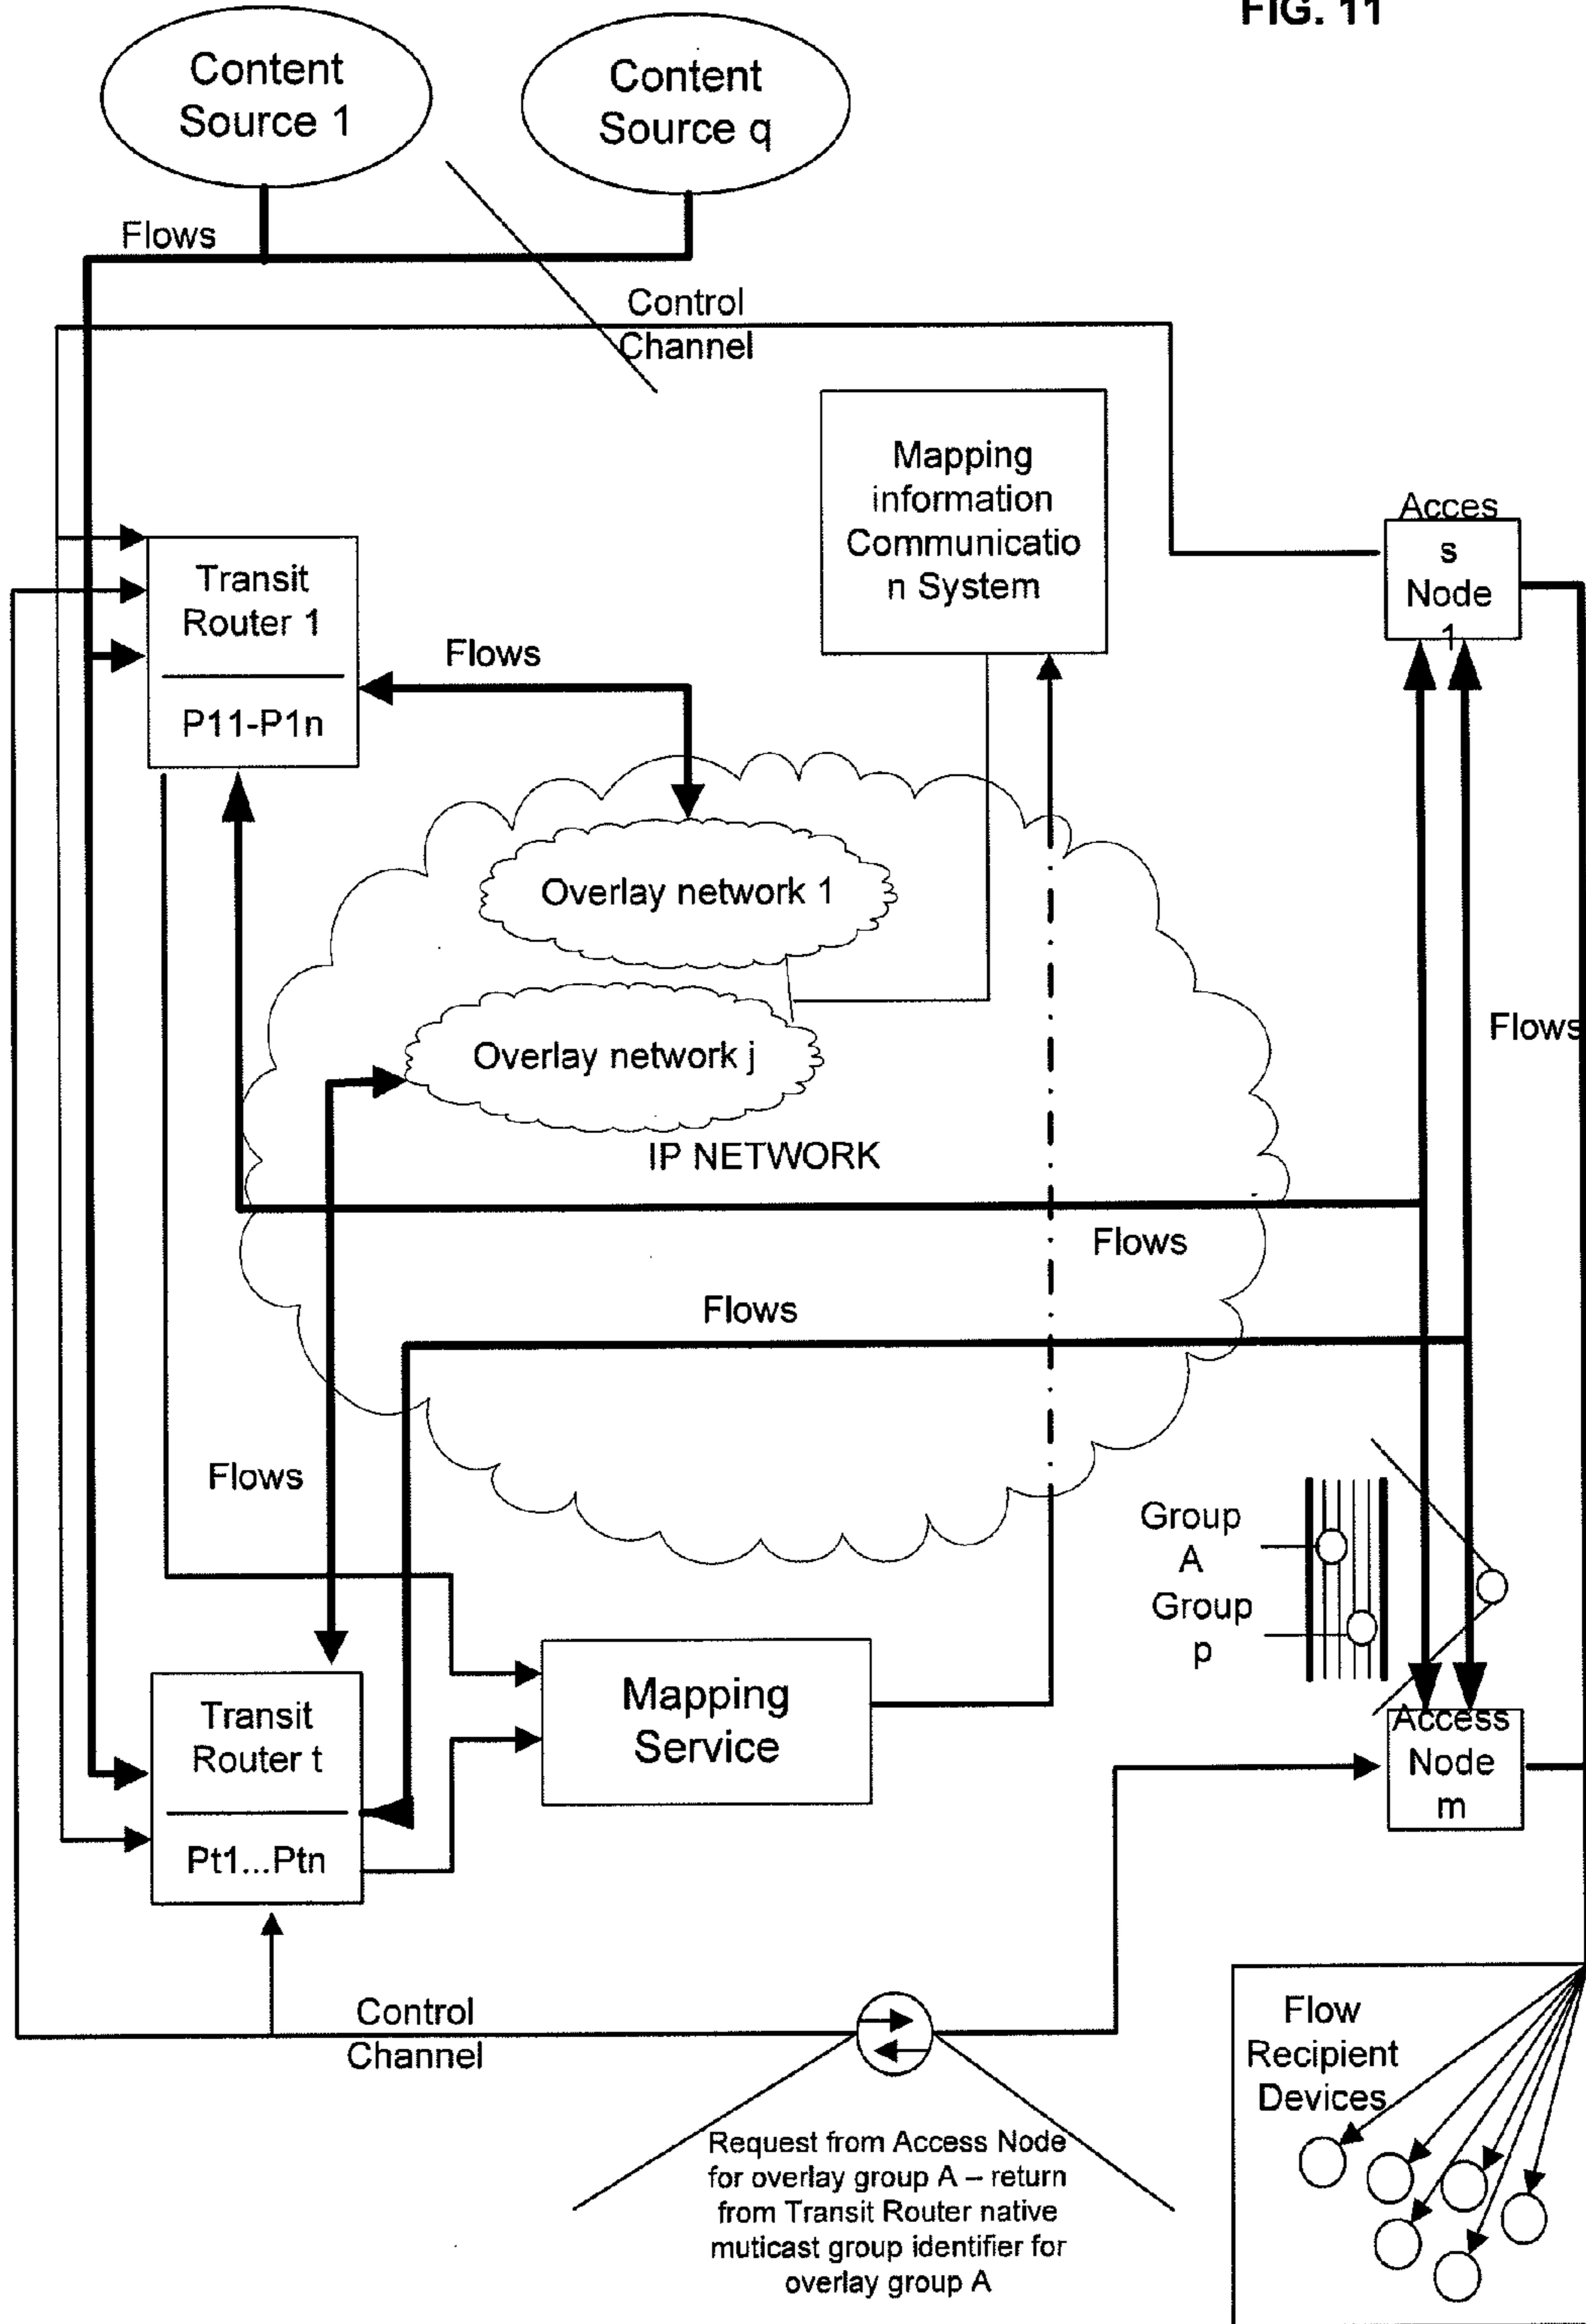 FIG. 11
Content
Source 1
Content
Source q
Flows
Control
Channel
Mapping
information
Communicatio
n System
Acces
s
Node
1
Transit
Router 1
P11-P1n
Flows
Overlay network 1
Flows
Overlay network j
IP NETWORK
Flows
Flows
Flows
Group
A
Group
p
Transit
Router t
Pt1...Ptn
Mapping
Service
Access
Node
m
Control
Channel
Flow
Recipient
Devices
Request from Access Node
for overlay group A – return
from Transit Router native
muticast group identifier for
overlay group A